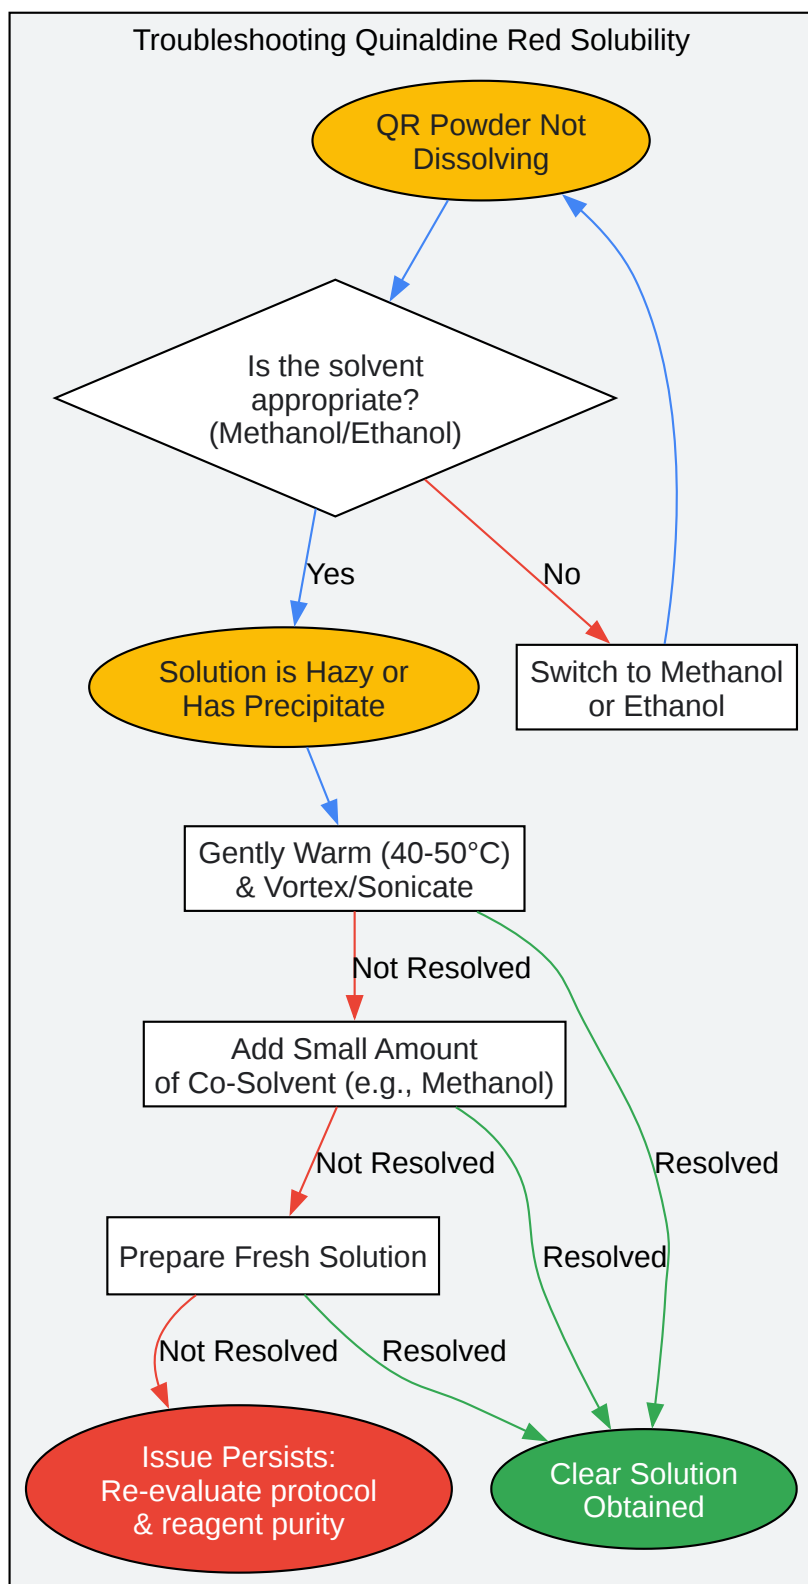 Troubleshooting Quinaldine Red Solubility
QR Powder Not
Dissolving
Is the solvent
appropriate?
(Methanol/Ethanol)
Yes
No
Solution is Hazy or
Has Precipitate
Switch to Methanol
or Ethanol
Gently Warm (40-50°C)
& Vortex/Sonicate
Not Resolved
Add Small Amount
of Co-Solvent (e.g., Methanol)
Not Resolved
Resolved
Prepare Fresh Solution
Resolved
Not Resolved
Resolved
Issue Persists:
Re-evaluate protocol
& reagent purity
Clear Solution
Obtained